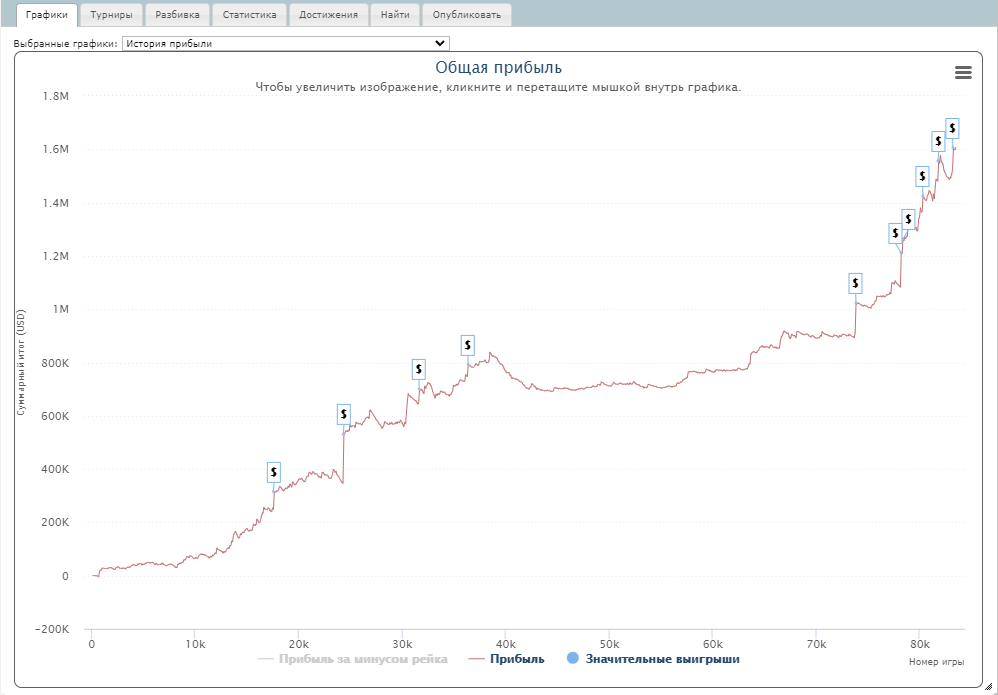 Графики Турниры Разбивка Статистика Достижения Найти Опубликовать
Выбранные графики: История прибыли
Общая прибыль
Чтобы увеличить изображение, кликните и перетащите мышкой внутрь графика.
1.8M
1.6M
1.4M
1.2M
1M
800K
600K
400K
200K
0
-200K
Суммарный итог (USD)
$
$
$
$
$
$
$
$
$
$
0 10k 20k 30k 40k 50k 60k 70k 80k
Номер игры
Прибыль за минусом рейка Прибыль Значительные выигрыши